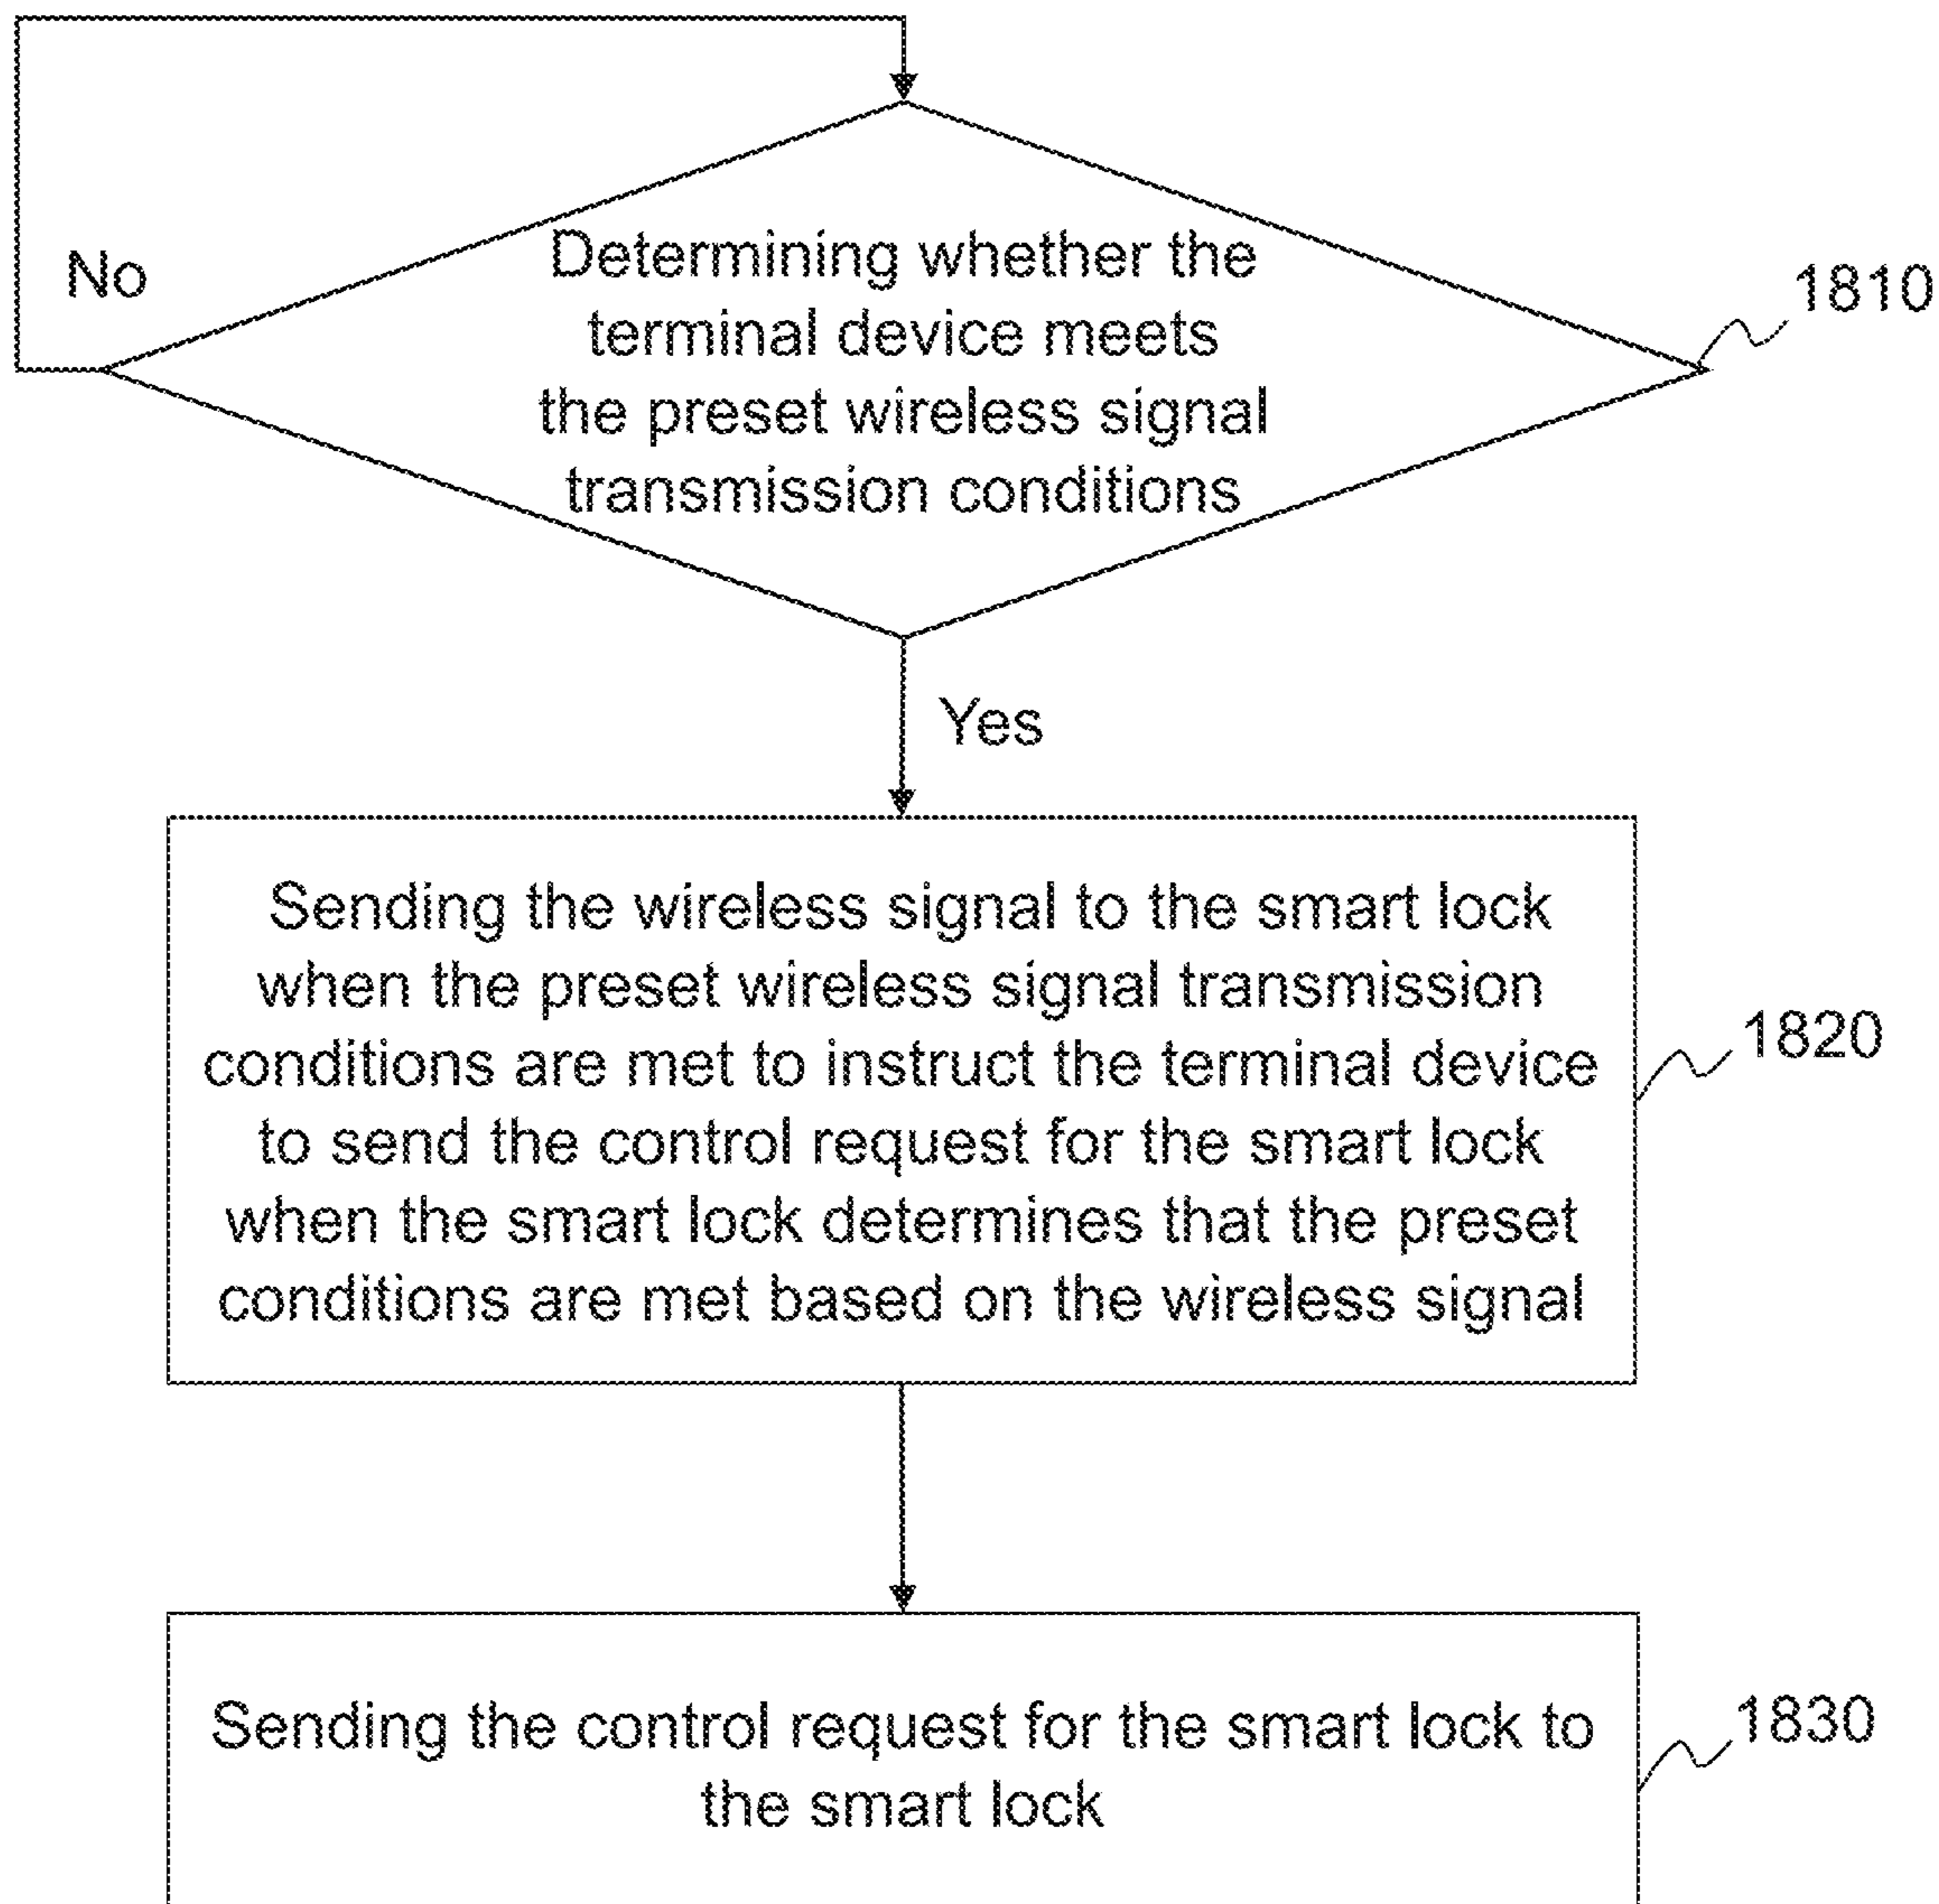 No
Determining whether the
terminal device meets
the preset wireless signal
transmission conditions
1810
Yes
Sending the wireless signal to the smart lock
when the preset wireless signal transmission
conditions are met to instruct the terminal device
to send the control request for the smart lock
when the smart lock determines that the preset
conditions are met based on the wireless signal
1820
Sending the control request for the smart lock to
the smart lock
1830